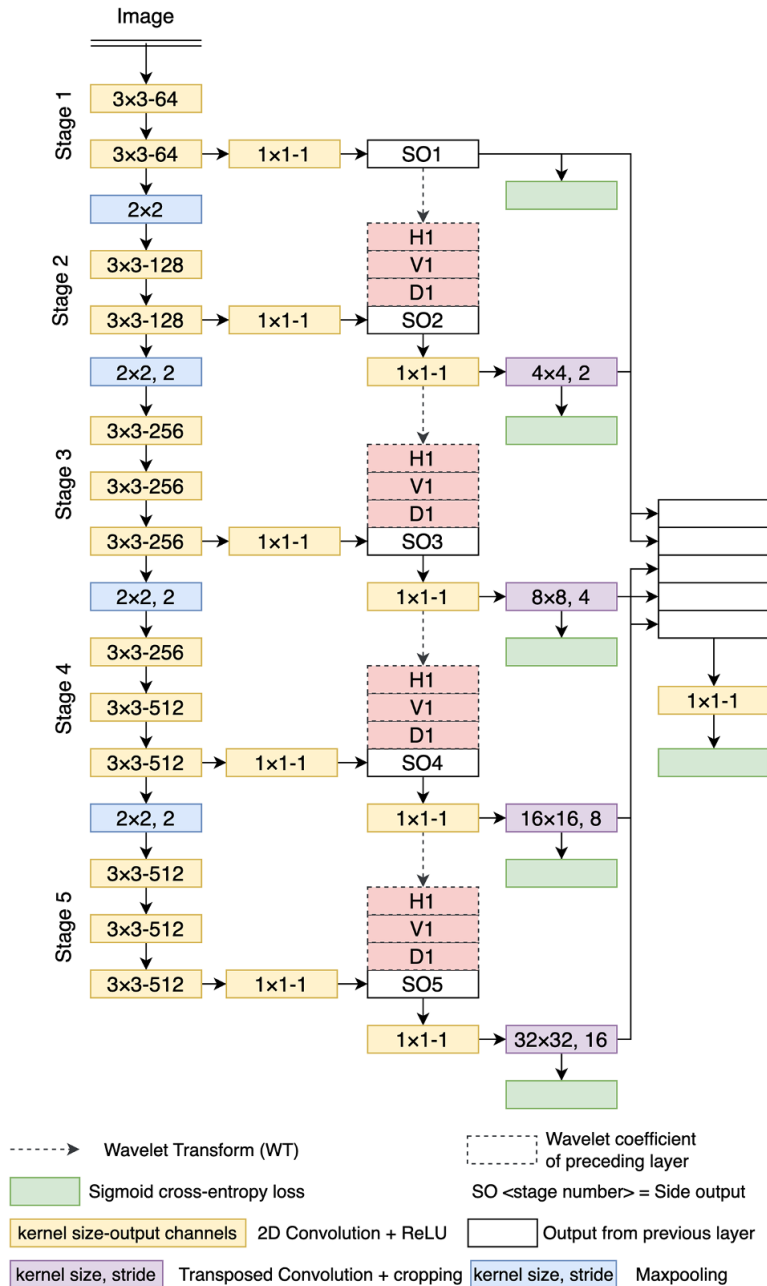 Image
Stage 1
3×3-64
3×3-64
1×1-1
SO1
2×2
H1
V1
D1
Stage 2
3×3-128
3×3-128
1×1-1
SO2
2×2, 2
1×1-1
4×4, 2
3×3-256
H1
V1
D1
Stage 3
3×3-256
3×3-256
1×1-1
SO3
2×2, 2
1×1-1
8×8, 4
3×3-256
H1
V1
D1
Stage 4
3×3-512
1×1-1
3×3-512
1×1-1
SO4
2×2, 2
1×1-1
16×16, 8
3×3-512
H1
V1
D1
Stage 5
3×3-512
3×3-512
1×1-1
SO5
1×1-1
32×32, 16
Wavelet Transform (WT)
Wavelet coefficient
of preceding layer
Sigmoid cross-entropy loss
SO <stage number> = Side output
kernel size-output channels
2D Convolution + ReLU
Output from previous layer
kernel size, stride
Transposed Convolution + cropping
kernel size, stride
Maxpooling